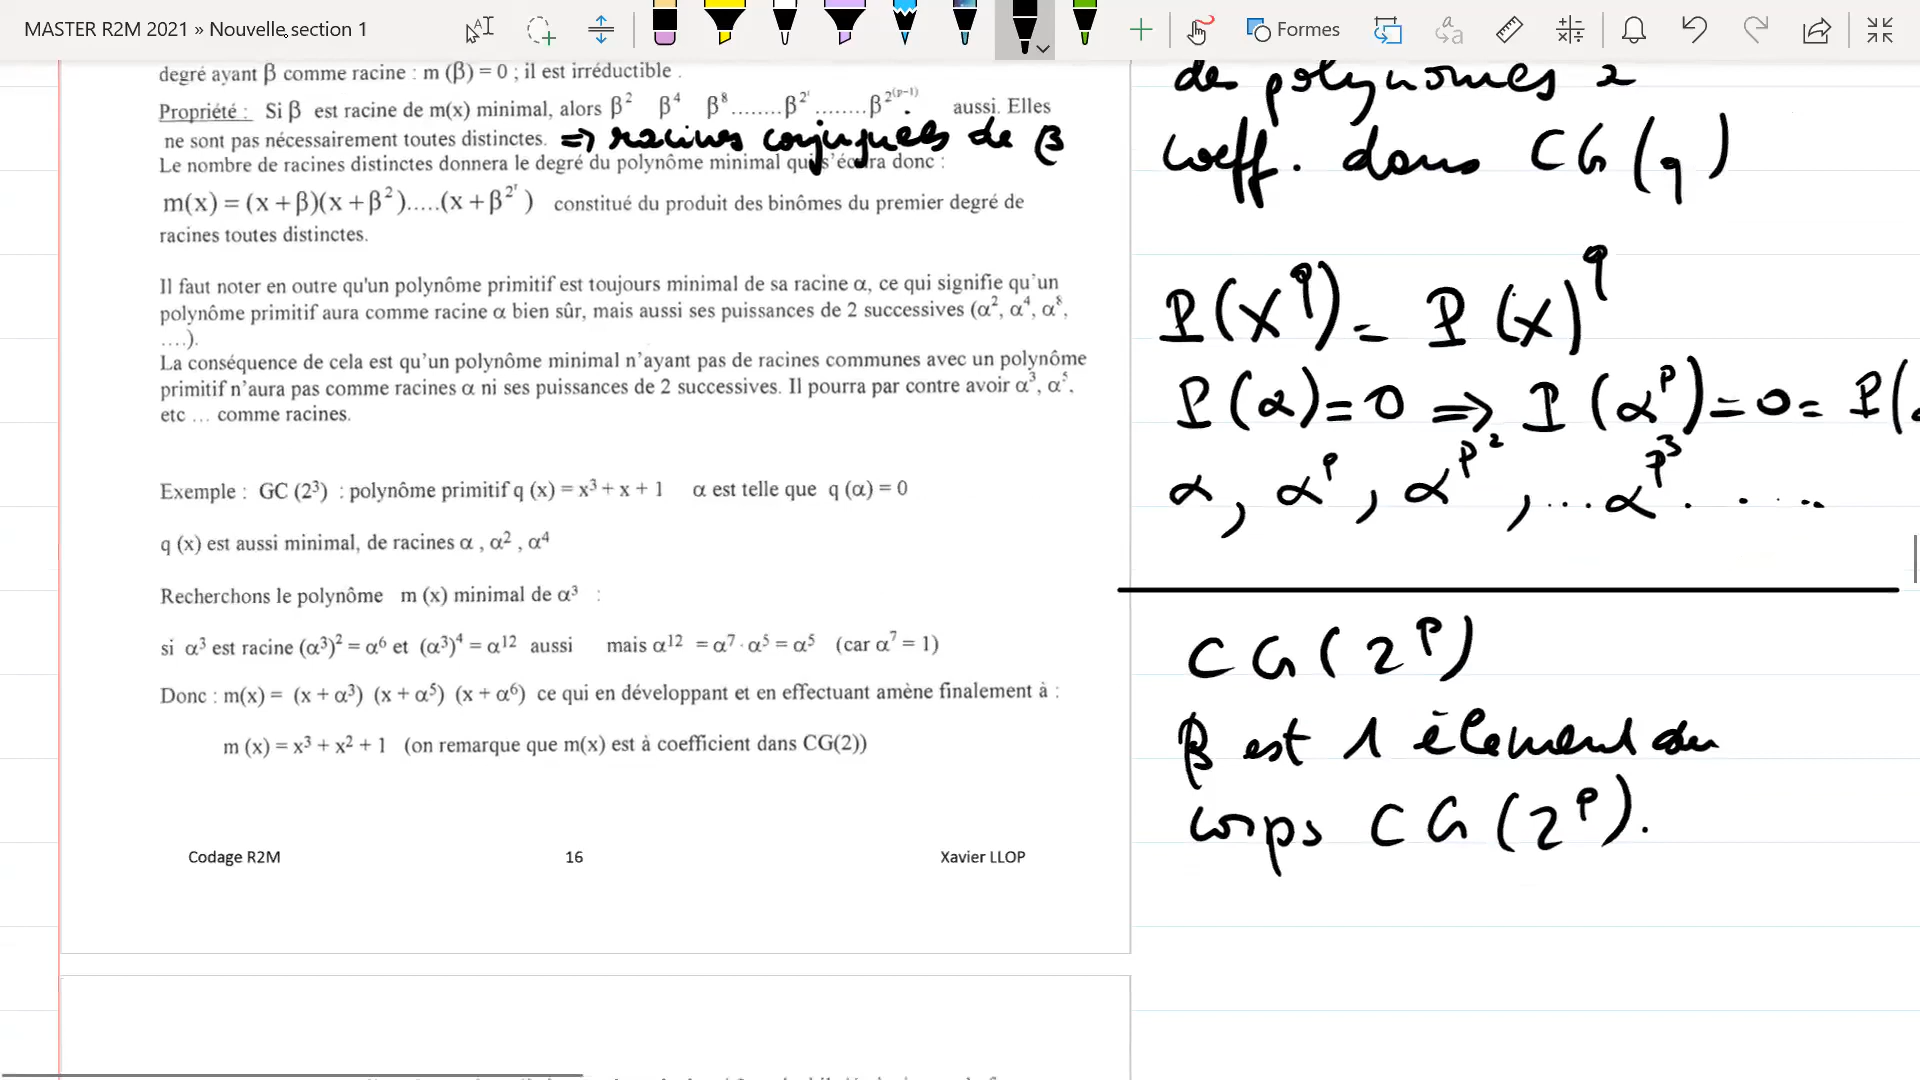 MASTER R2M 2021 » Nouvelle section 1
Formes
degré ayant β comme racine : m (β) = 0 ; il est irréductible .
Propriété : Si β est racine de m(x) minimal, alors β² β⁴ β⁸ ........β^2^i ........β^2^(p-1) aussi. Elles
ne sont pas nécessairement toutes distinctes. => racines conjuguées de β
Le nombre de racines distinctes donnera le degré du polynôme minimal qui s'écrira donc :
m(x) = (x + β)(x + β²).....(x + β^2^r) constitué du produit des binômes du premier degré de
racines toutes distinctes.
Il faut noter en outre qu'un polynôme primitif est toujours minimal de sa racine α, ce qui signifie qu'un
polynôme primitif aura comme racine α bien sûr, mais aussi ses puissances de 2 successives (α², α⁴, α⁸,
....).
La conséquence de cela est qu'un polynôme minimal n'ayant pas de racines communes avec un polynôme
primitif n'aura pas comme racines α ni ses puissances de 2 successives. Il pourra par contre avoir α³, α⁵,
etc ... comme racines.
Exemple : GC (2³) : polynôme primitif q (x) = x³ + x + 1 α est telle que q (α) = 0
q (x) est aussi minimal, de racines α , α² , α⁴
Recherchons le polynôme m (x) minimal de α³ :
si α³ est racine (α³)² = α⁶ et (α³)⁴ = α¹² aussi mais α¹² = α⁷ · α⁵ = α⁵ (car α⁷ = 1)
Donc : m(x) = (x + α³) (x + α⁵) (x + α⁶) ce qui en développant et en effectuant amène finalement à :
m (x) = x³ + x² + 1 (on remarque que m(x) est à coefficient dans CG(2))
Codage R2M 16 Xavier LLOP
de polynômes à
coeff. dans CG(q)
P(X^q) = P(X)^q
P(α)=0 => P(α^p)=0= P(
α, α^p, α^p², ...α^p³. . ..
CG(2^p)
β est 1 élément du
corps CG(2^p).